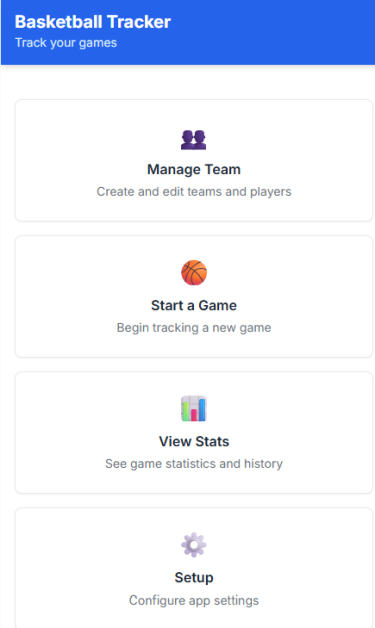 Basketball Tracker
Track your games
Manage Team
Create and edit teams and players
Start a Game
Begin tracking a new game
View Stats
See game statistics and history
Setup
Configure app settings